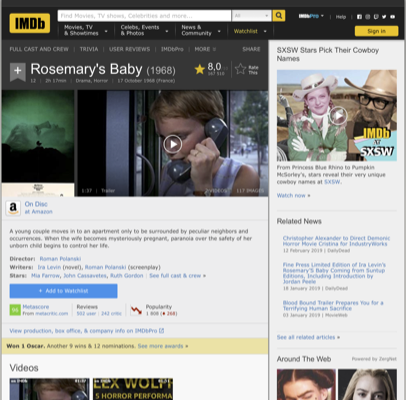 IMDb
Find Movies, TV shows, Celebrities and more...
All
IMDbPro
Help
Movies, TV
& Showtimes
Celebs, Events
& Photos
News &
Community
Watchlist
Sign in
FULL CAST AND CREW | TRIVIA | USER REVIEWS | IMDbPro | MORE
SHARE
Rosemary's Baby (1968)
12 | 2h 17min | Drama, Horror | 17 October 1968 (France)
8,0
Rate
This
1:37 | Trailer
VIDEOS
117 IMAGES
On Disc
at Amazon
A young couple moves in to an apartment only to be surrounded by peculiar neighbors and
occurrences. When the wife becomes mysteriously pregnant, paranoia over the safety of her
unborn child begins to control her life.
Director: Roman Polanski
Writers: Ira Levin (novel), Roman Polanski (screenplay)
Stars: Mia Farrow, John Cassavetes, Ruth Gordon | See full cast & crew »
+ Add to Watchlist
96
Metascore
From metacritic.com
Reviews
502 user | 242 critic
Popularity
1 808
View production, box office, & company info on IMDbPro
Won 1 Oscar. Another 9 wins & 12 nominations. See more awards »
Videos
LEX WOLFF
5 HORROR
PERFORMA
SXSW Stars Pick Their Cowboy
Names
IMDb
at
SXSW
From Princess Blue Rhino to Pumpkin
McSorley's, stars reveal their very unique
cowboy names at SXSW.
Watch now »
Related News
Christopher Alexander to Direct Demonic
Horror Movie Cristina for IndustryWorks
12 February 2019 | DailyDead
Fine Press Limited Edition of Ira Levin's
Rosemary's Baby Coming from Suntup
Editions, Including Introduction by
Jordan Peele
18 January 2019 | DailyDead
Blood Bound Trailer Prepares You for a
Terrifying Human Sacrifice
03 January 2019 | MovieWeb
See all related articles »
Around The Web
Powered by ZergNet